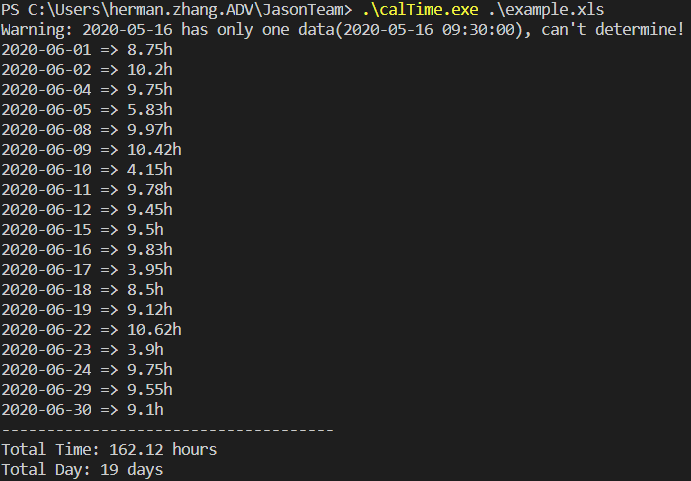 PS C:\Users\herman.zhang.ADV\JasonTeam> .\calTime.exe .\example.xls
Warning: 2020-05-16 has only one data(2020-05-16 09:30:00), can't determine!
2020-06-01 => 8.75h
2020-06-02 => 10.2h
2020-06-04 => 9.75h
2020-06-05 => 5.83h
2020-06-08 => 9.97h
2020-06-09 => 10.42h
2020-06-10 => 4.15h
2020-06-11 => 9.78h
2020-06-12 => 9.45h
2020-06-15 => 9.5h
2020-06-16 => 9.83h
2020-06-17 => 3.95h
2020-06-18 => 8.5h
2020-06-19 => 9.12h
2020-06-22 => 10.62h
2020-06-23 => 3.9h
2020-06-24 => 9.75h
2020-06-29 => 9.55h
2020-06-30 => 9.1h
-------------------------------------
Total Time: 162.12 hours
Total Day: 19 days